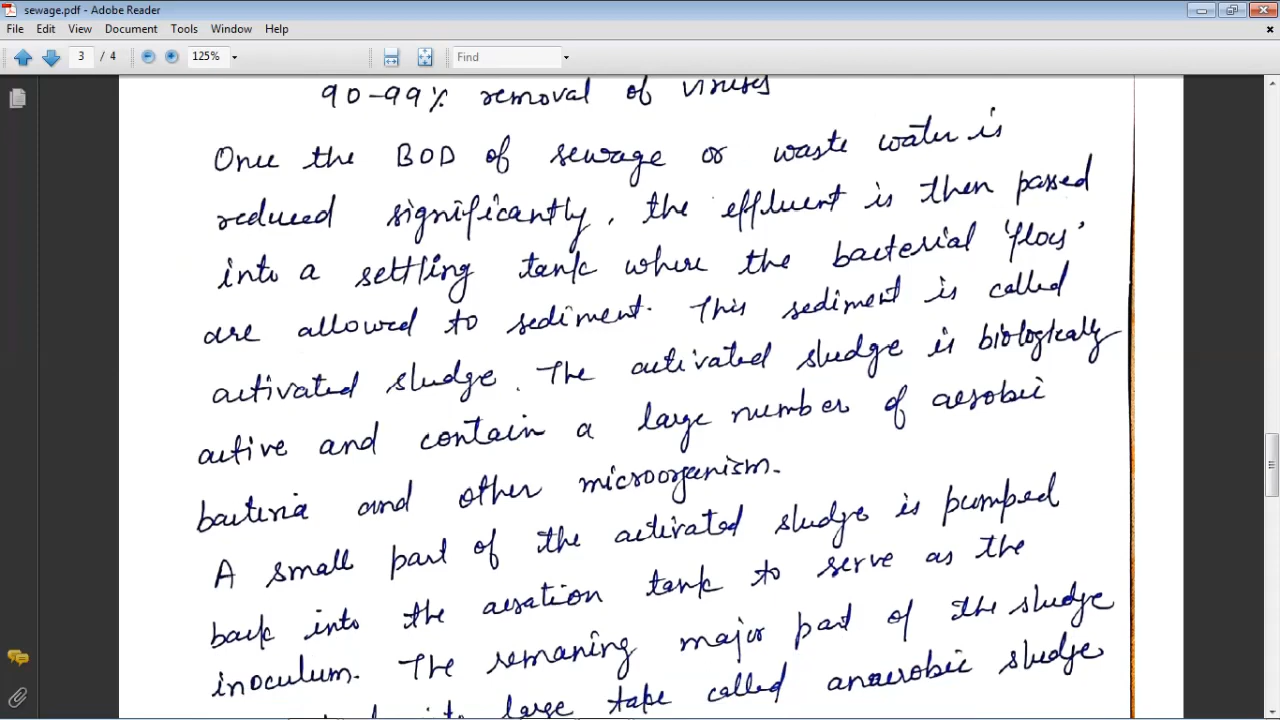 sewage.pdf - Adobe Reader
File Edit View Document Tools Window Help
3 / 4 125% Find
90-99% removal of viruses
Once the BOD of sewage or waste water is
reduced significantly, the effluent is then passed
into a settling tank where the bacterial 'flocs'
are allowed to sediment. This sediment is called
activated sludge. The activated sludge is biologically
active and contain a large number of aerobic
bacteria and other microorganism.
A small part of the activated sludge is pumped
back into the aeration tank to serve as the
inoculum. The remaning major part of the sludge
large take called anaerobic sludge